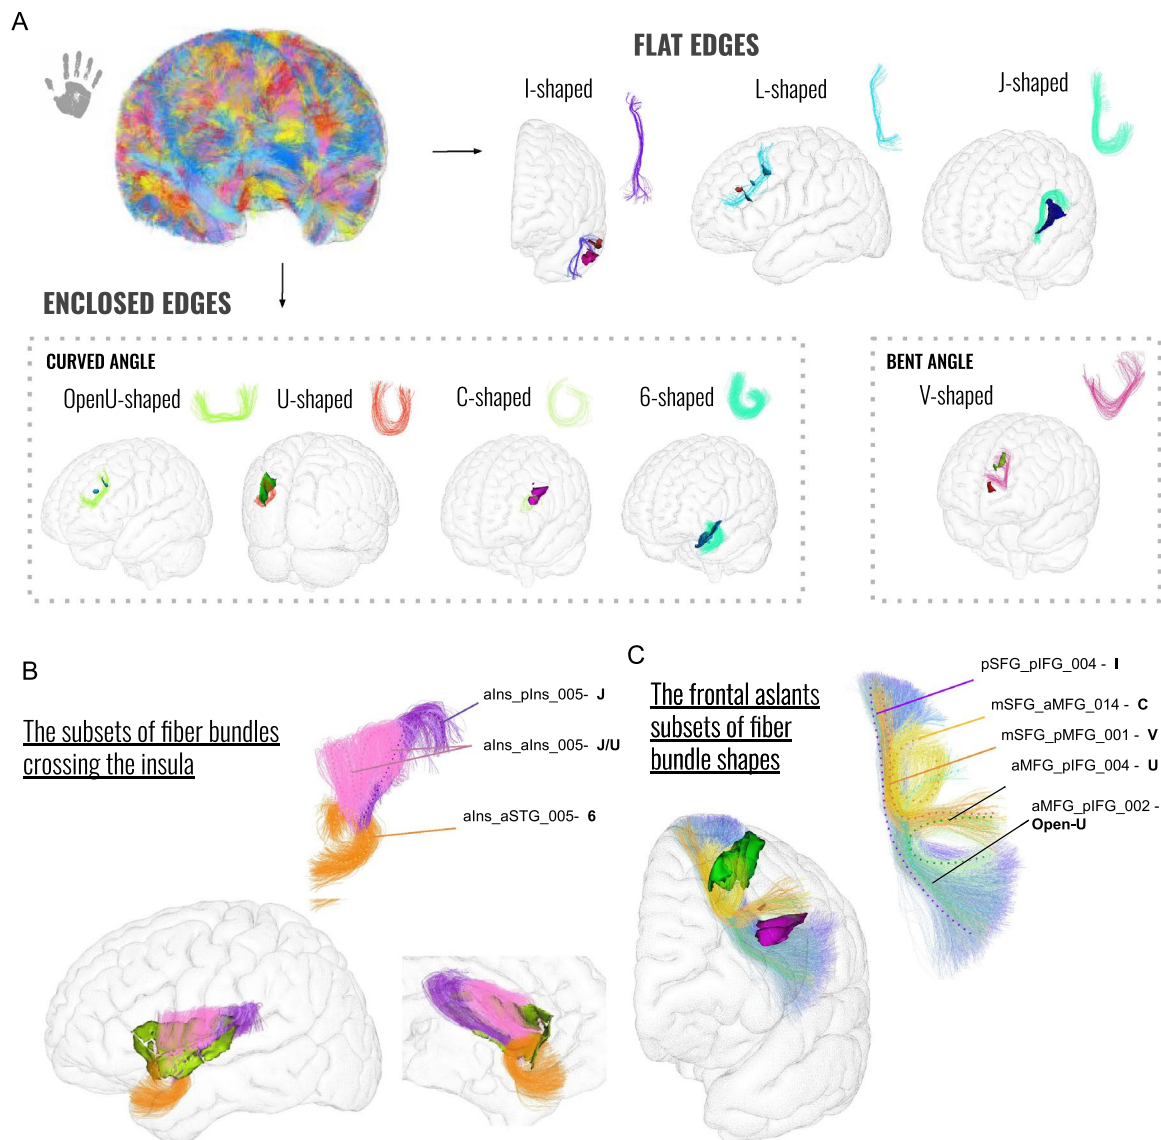 A
FLAT EDGES
I-shaped
L-shaped
J-shaped
ENCLOSED EDGES
CURVED ANGLE
OpenU-shaped
U-shaped
C-shaped
6-shaped
BENT ANGLE
V-shaped
B
The subsets of fiber bundles
crossing the insula
aIns_pIns_005- J
aIns_aIns_005- J/U
aIns_aSTG_005- 6
C
The frontal aslants
subsets of fiber
bundle shapes
pSFG_pIFG_004 - I
mSFG_aMFG_014 - C
mSFG_pMFG_001 - V
aMFG_pIFG_004 - U
aMFG_pIFG_002 -
Open-U